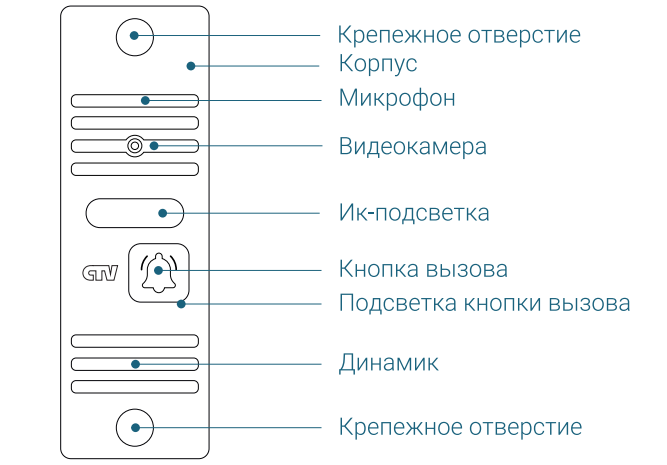 Крепежное отверстие
Корпус
Микрофон
Видеокамера
Ик-подсветка
CTV
Кнопка вызова
Подсветка кнопки вызова
Динамик
Крепежное отверстие